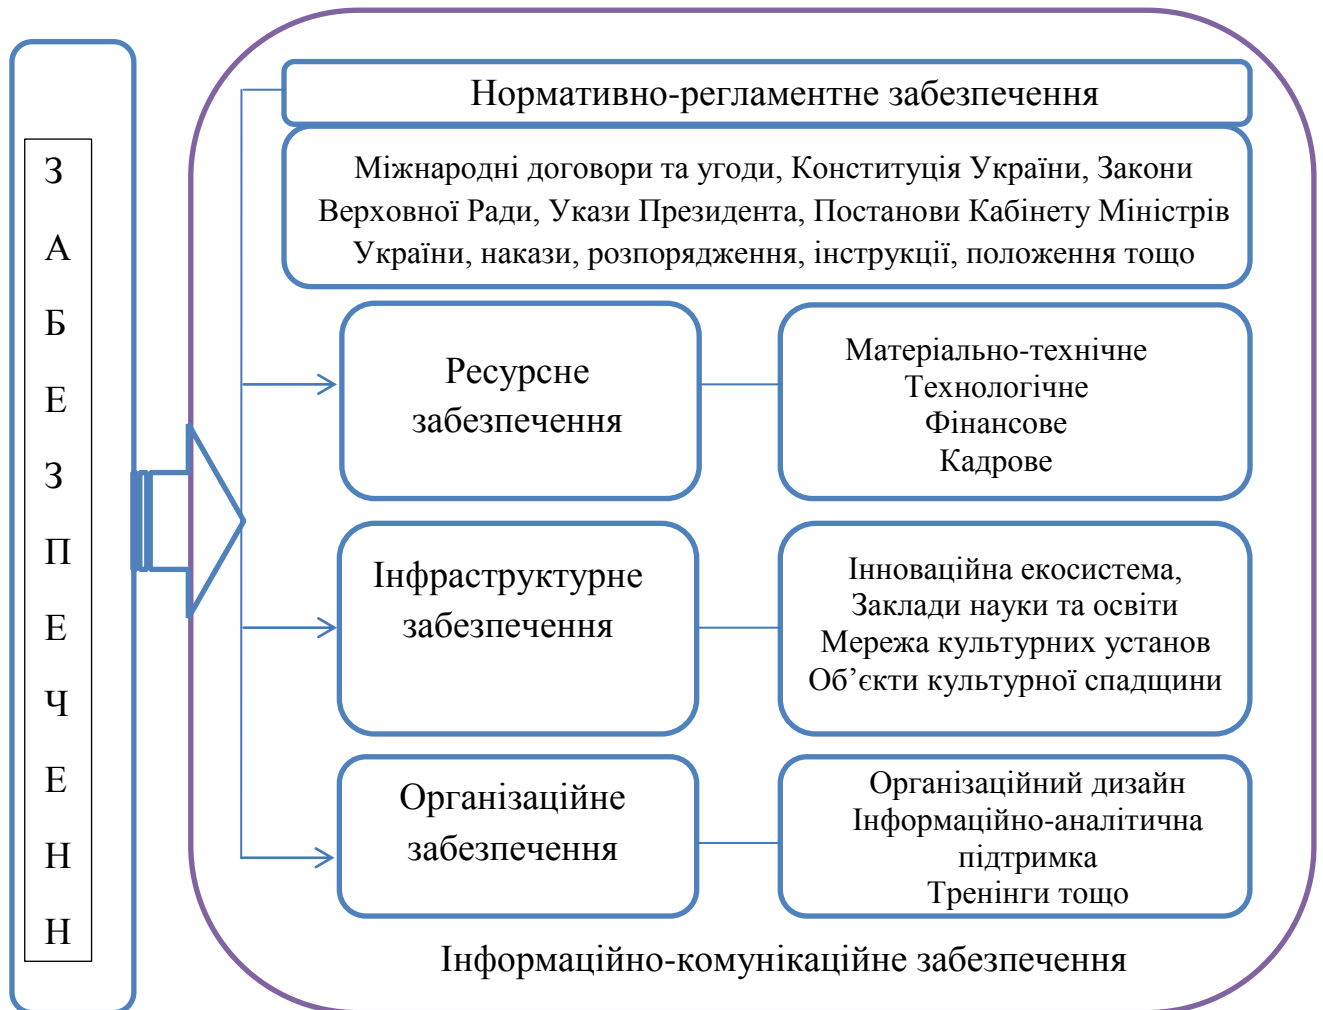 З
А
Б
Е
З
П
Е
Ч
Е
Н
Н
Нормативно-регламентне забезпечення
Міжнародні договори та угоди, Конституція України, Закони
Верховної Ради, Укази Президента, Постанови Кабінету Міністрів
України, накази, розпорядження, інструкції, положення тощо
Ресурсне
забезпечення
Матеріально-технічне
Технологічне
Фінансове
Кадрове
Інфраструктурне
забезпечення
Інноваційна екосистема,
Заклади науки та освіти
Мережа культурних установ
Об’єкти культурної спадщини
Організаційне
забезпечення
Організаційний дизайн
Інформаційно-аналітична
підтримка
Тренінги тощо
Інформаційно-комунікаційне забезпечення